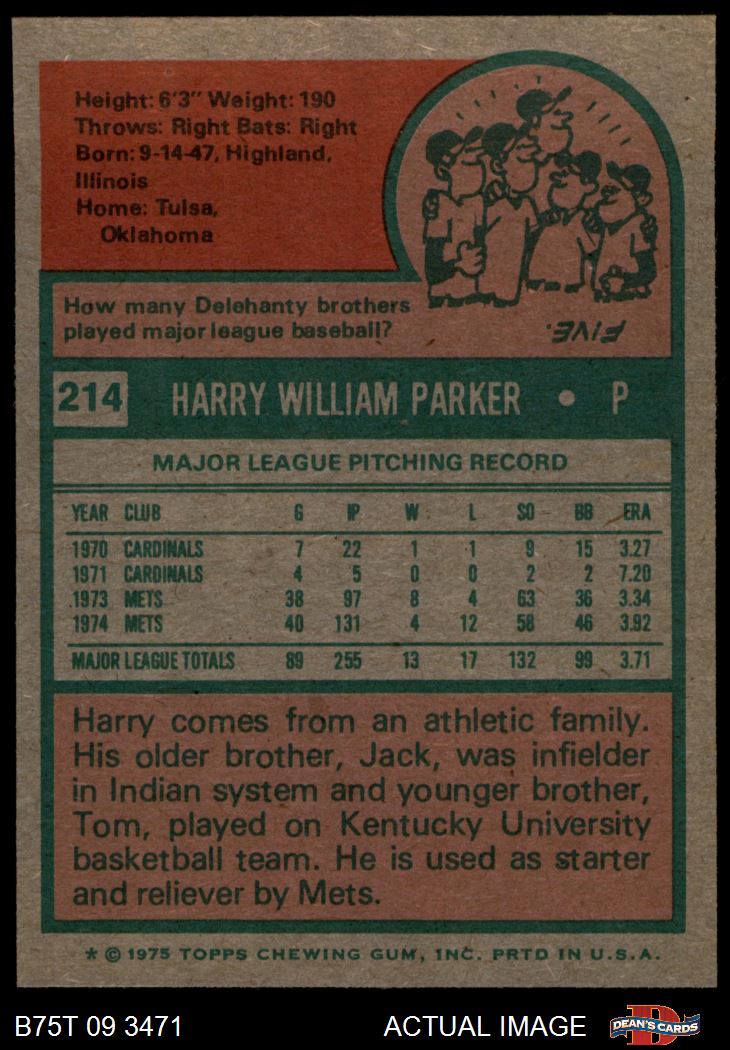 Height: 6'3" Weight: 190
Throws: Right Bats: Right
Born: 9-14-47, Highland,
Illinois
Home: Tulsa,
Oklahoma
How many Delehanty brothers
played major league baseball?
FIVE.
214 HARRY WILLIAM PARKER • P
MAJOR LEAGUE PITCHING RECORD
YEAR CLUB G IP W L SO BB ERA
1970 CARDINALS 7 22 1 1 9 15 3.27
1971 CARDINALS 4 5 0 0 2 2 7.20
1973 METS 38 97 8 4 63 36 3.34
1974 METS 40 131 4 12 58 46 3.92
MAJOR LEAGUE TOTALS 89 255 13 17 132 99 3.71
Harry comes from an athletic family.
His older brother, Jack, was infielder
in Indian system and younger brother,
Tom, played on Kentucky University
basketball team. He is used as starter
and reliever by Mets.
* © 1975 TOPPS CHEWING GUM, INC. PRTD IN U.S.A.
B75T 09 3471 ACTUAL IMAGE D DEAN'S CARDS